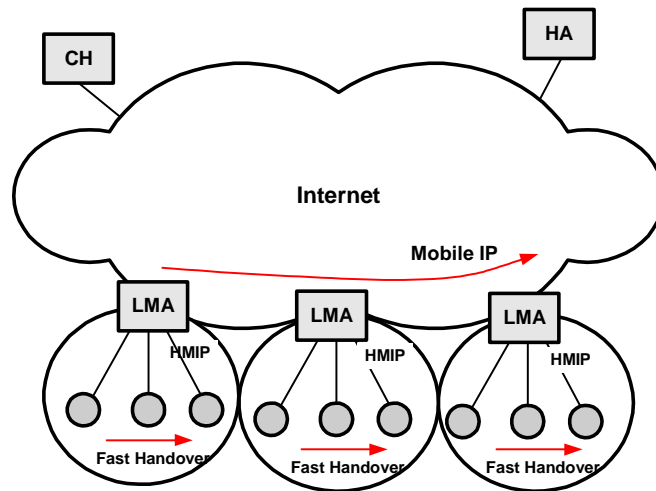 CH
HA
Internet
Mobile IP
LMA
LMA
LMA
HMIP
HMIP
HMIP
Fast Handover
Fast Handover
Fast Handover